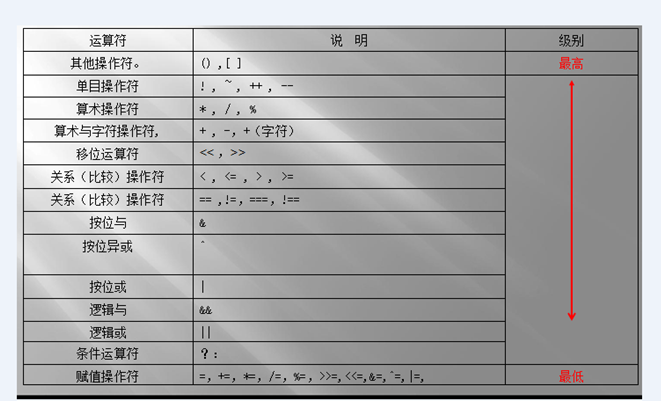 运算符 说 明 级别
其他操作符。 () ,[ ] 最高
单目操作符 ! , ~ , ++ , --
算术操作符 * , / , %
算术与字符操作符, + , -, + (字符)
移位运算符 << , >>
关系（比较）操作符 < , <= , > , >=
关系（比较）操作符 == ,!=, ===, !==
按位与 &
按位异或 ^
按位或 |
逻辑与 &&
逻辑或 ||
条件运算符 ? :
赋值操作符 =, +=, *=, /=, %=, >>=,<<=,&=,^=,|=, 最低